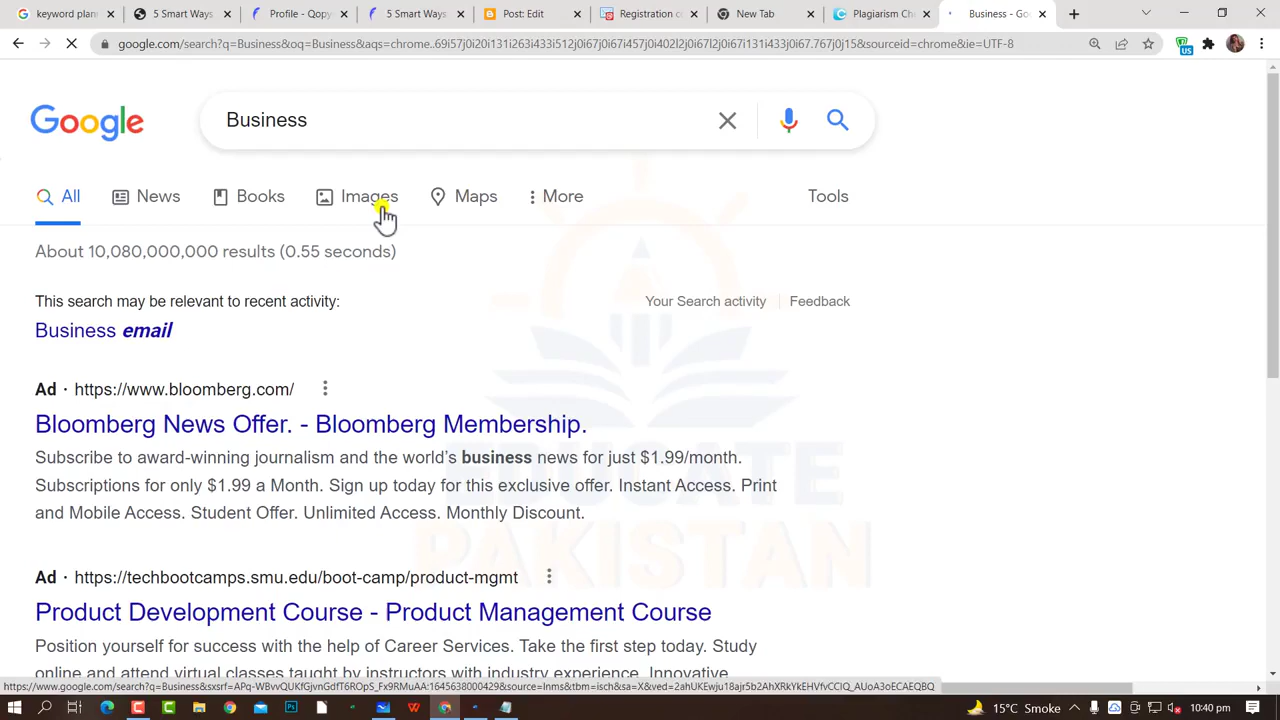 keyword plan
5 Smart Ways
Profile - Qopy
5 Smart Ways
Post: Edit
Registration c
New Tab
Plagiarism Ch
Business - Go
google.com/search?q=Business&oq=Business&aqs=chrome..69i57j0i20i131i263i433i512j0i67j0i67i457j0i402l2j0i67l2j0i67i131i433j0i67.767j0j15&sourceid=chrome&ie=UTF-8
US
Google
Business
All
News
Books
Images
Maps
More
Tools
About 10,080,000,000 results (0.55 seconds)
This search may be relevant to recent activity:
Your Search activity
Feedback
Business email
Ad · https://www.bloomberg.com/
Bloomberg News Offer. - Bloomberg Membership.
Subscribe to award-winning journalism and the world's business news for just $1.99/month.
Subscriptions for only $1.99 a Month. Sign up today for this exclusive offer. Instant Access. Print
and Mobile Access. Student Offer. Unlimited Access. Monthly Discount.
EDUCATE
PAKISTAN
Ad · https://techbootcamps.smu.edu/boot-camp/product-mgmt
Product Development Course - Product Management Course
Position yourself for success with the help of Career Services. Take the first step today. Study
online and attend virtual classes taught by instructors with industry experience. Innovative
15°C Smoke
10:40 pm